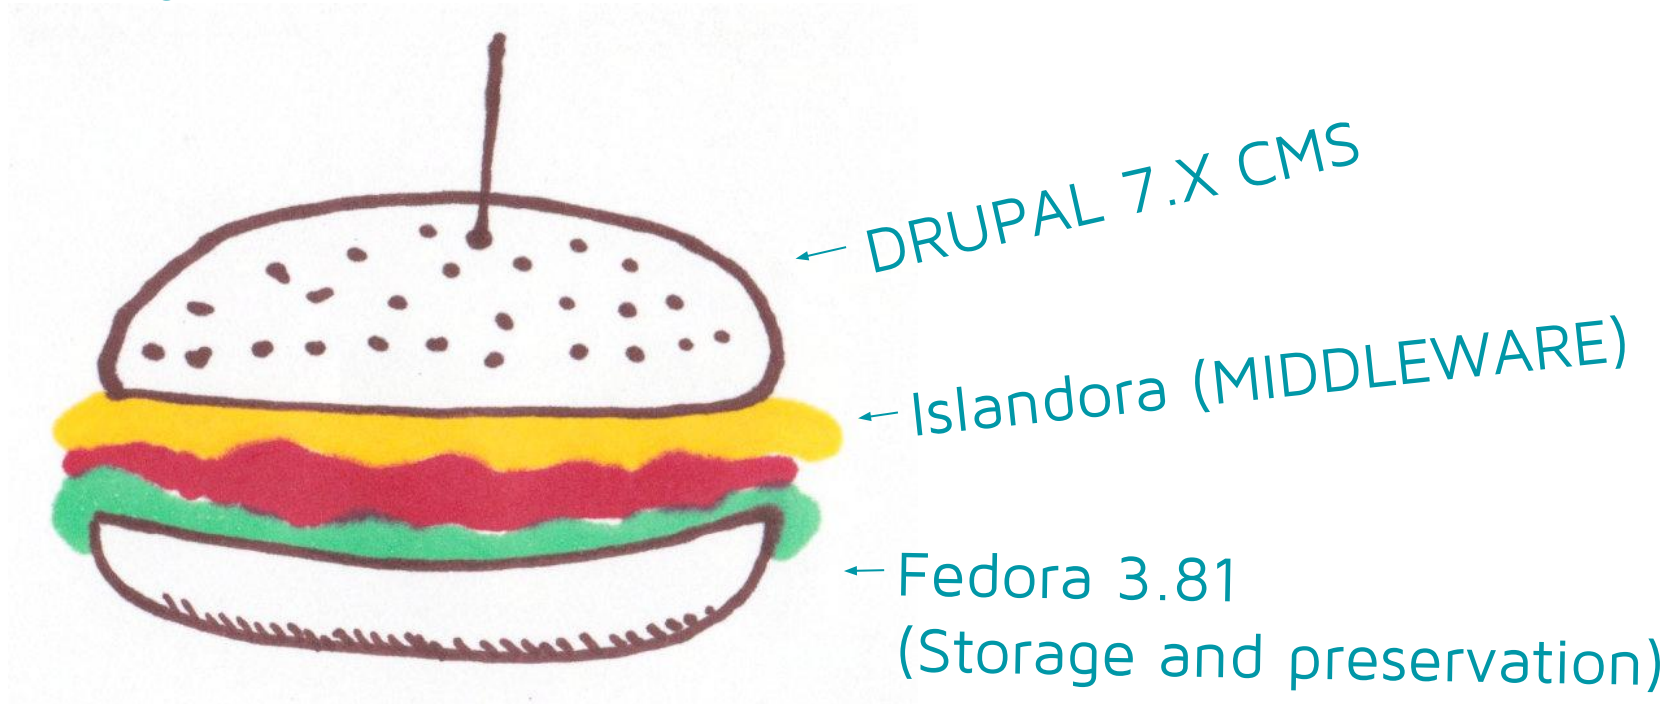 DRUPAL 7.X CMS
Islandora (MIDDLEWARE)
Fedora 3.81
(Storage and preservation)